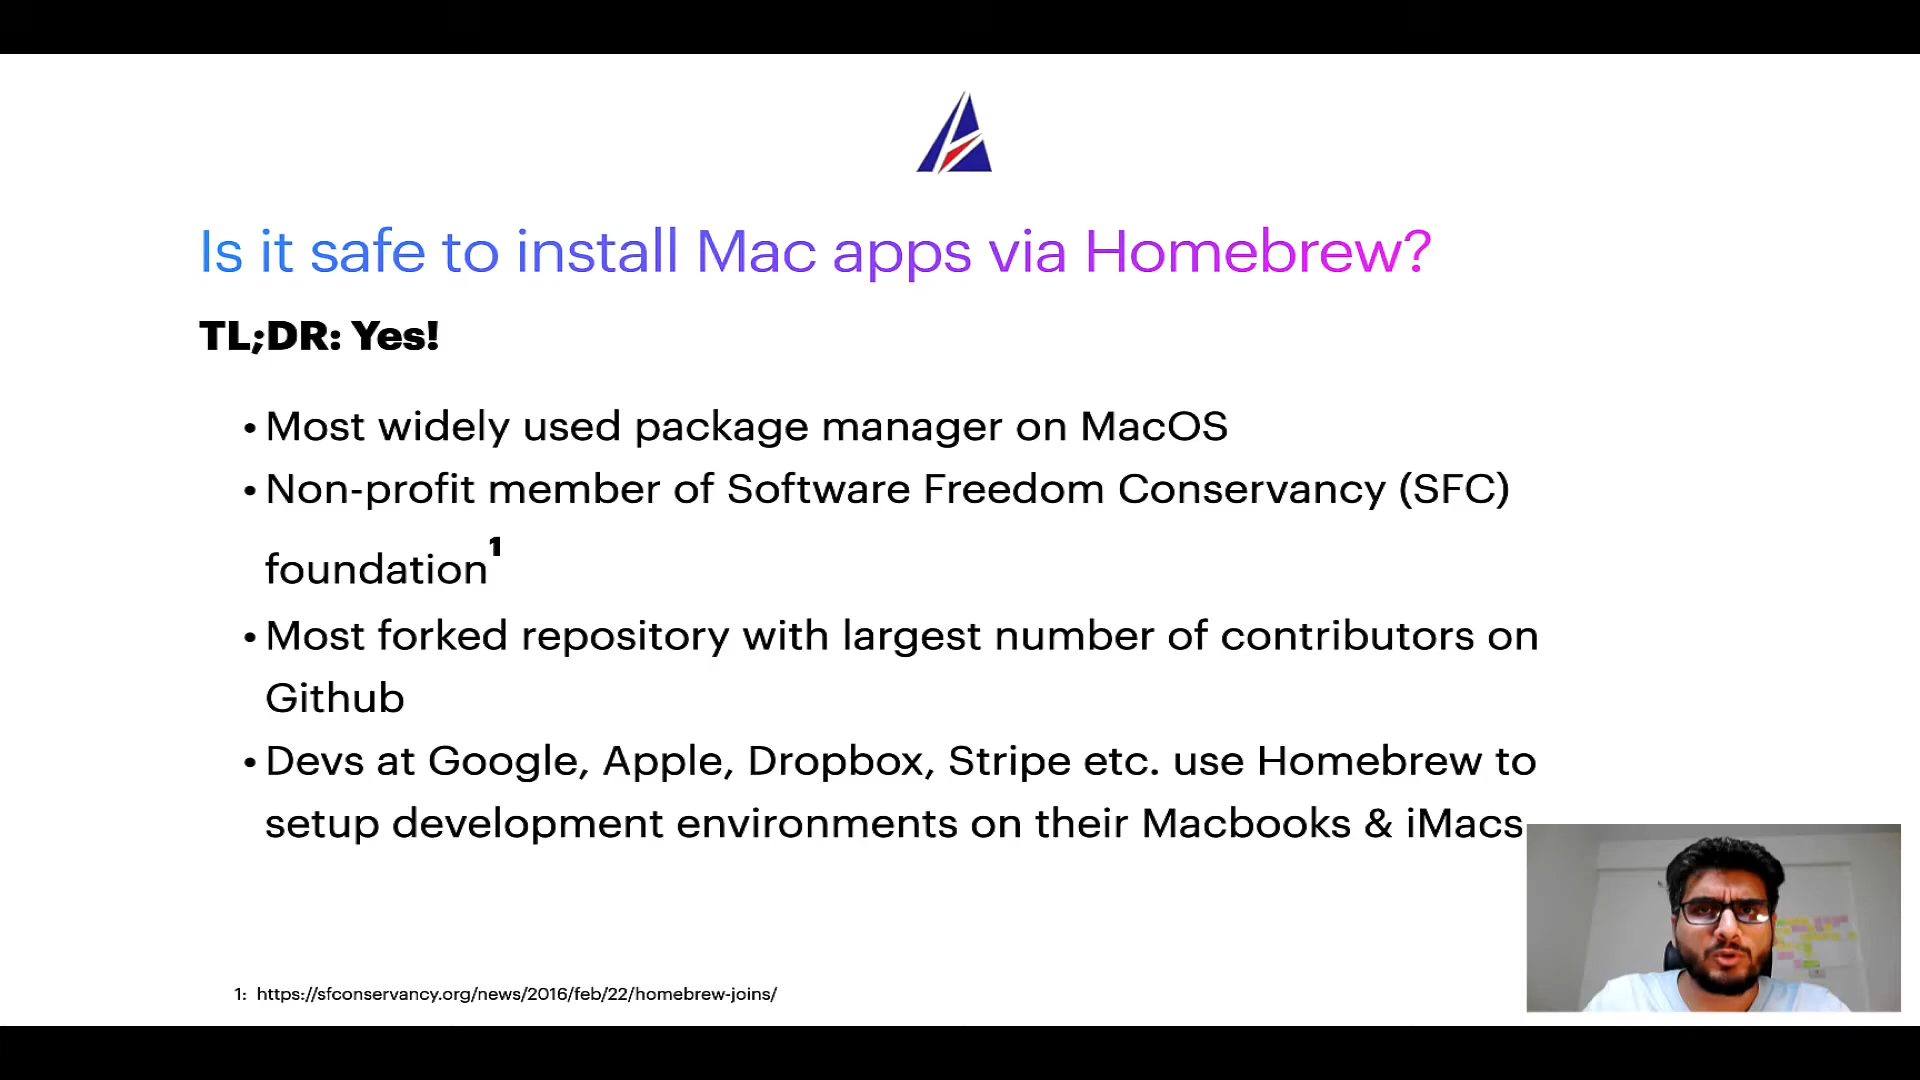 Is it safe to install Mac apps via Homebrew?
TL;DR: Yes!
• Most widely used package manager on MacOS
• Non-profit member of Software Freedom Conservancy (SFC)
foundation1
• Most forked repository with largest number of contributors on
Github
• Devs at Google, Apple, Dropbox, Stripe etc. use Homebrew to
setup development environments on their Macbooks & iMacs
1: https://sfconservancy.org/news/2016/feb/22/homebrew-joins/